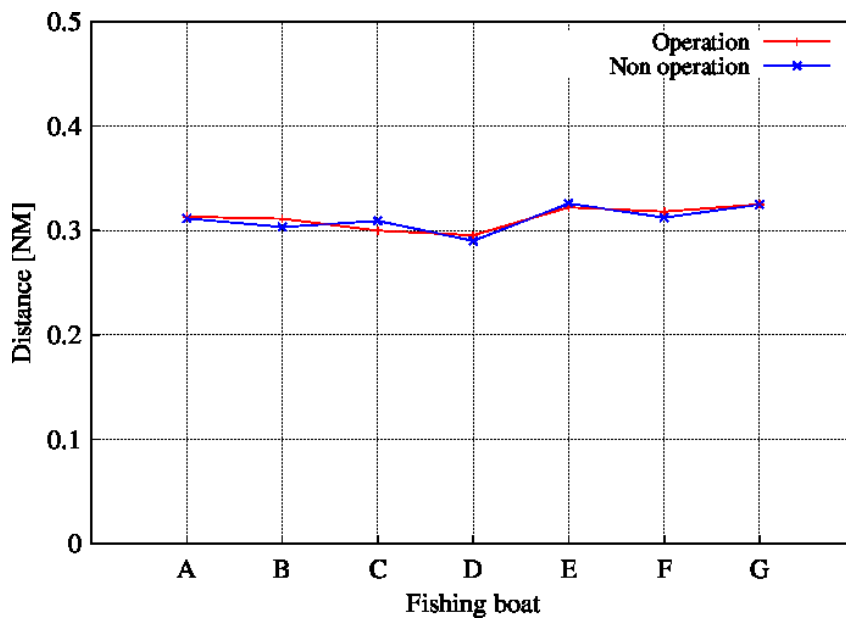 Operation
Non operation
0.5
0.4
0.3
0.2
0.1
0
Distance [NM]
A B C D E F G
Fishing boat